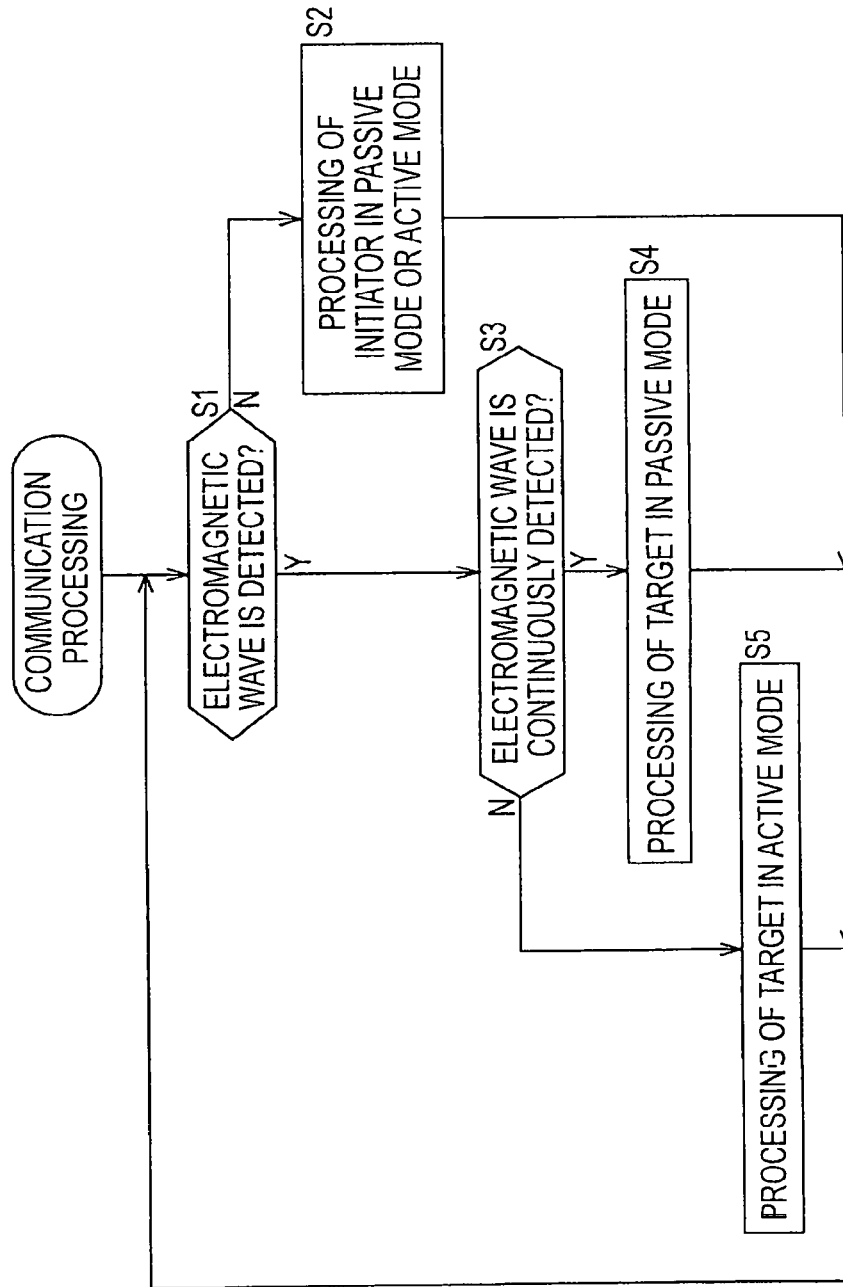 COMMUNICATION
PROCESSING
S1
ELECTROMAGNETIC
WAVE IS DETECTED?
N
Y
S2
PROCESSING OF
INITIATOR IN PASSIVE
MODE OR ACTIVE MODE
S3
ELECTROMAGNETIC WAVE IS
CONTINUOUSLY DETECTED?
N
Y
S4
PROCESSING OF TARGET IN PASSIVE MODE
S5
PROCESSING OF TARGET IN ACTIVE MODE